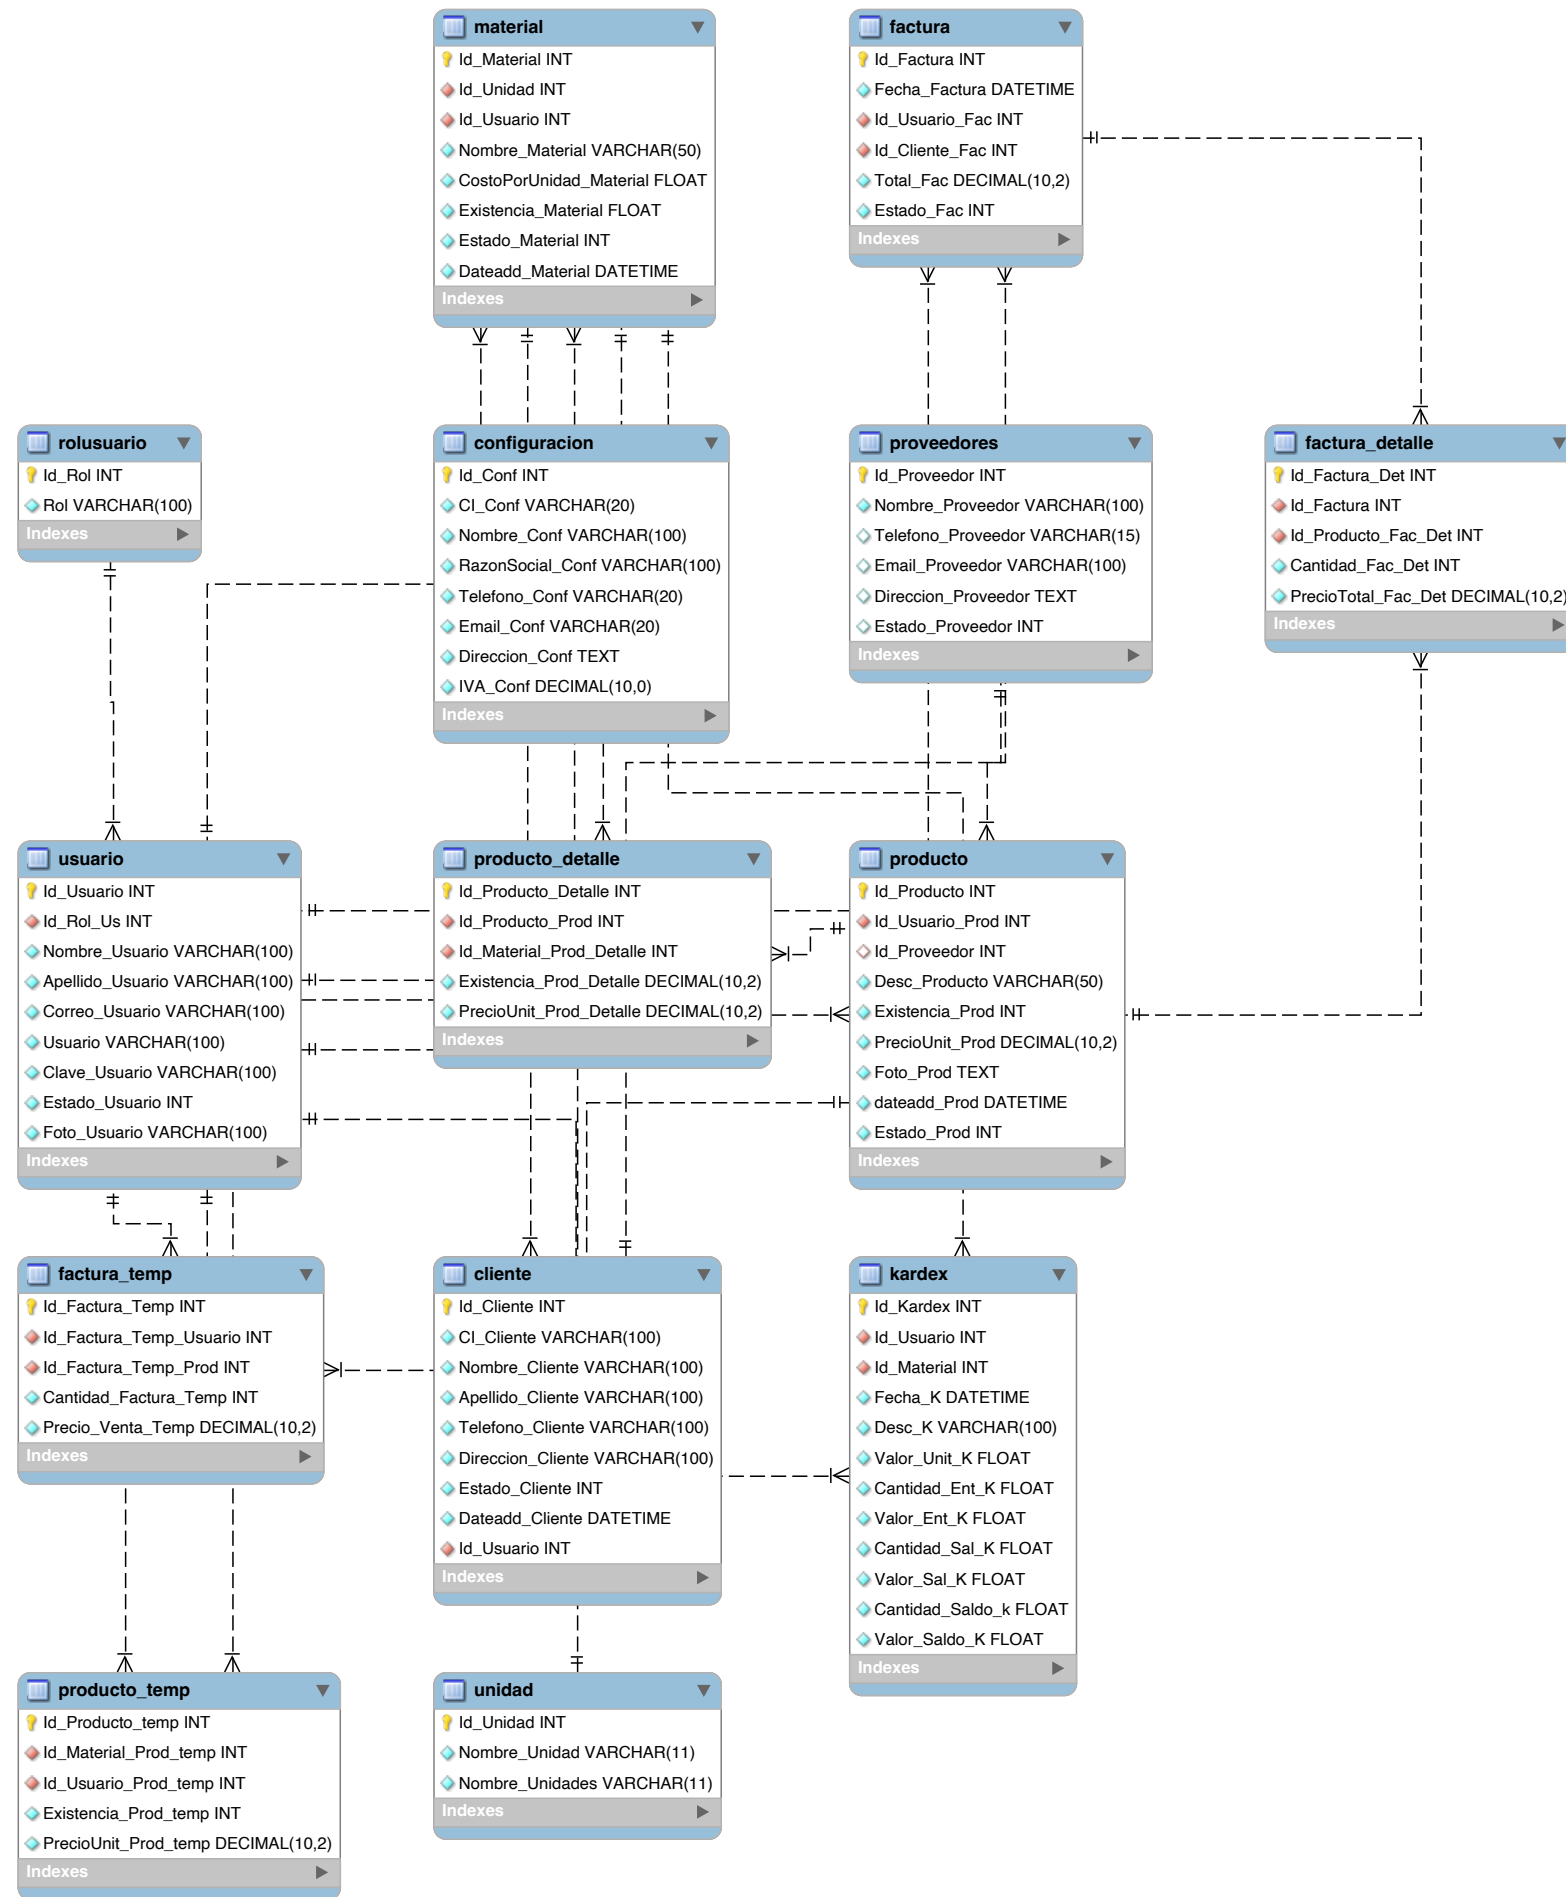 material
Id_Material INT
Id_Unidad INT
Id_Usuario INT
Nombre_Material VARCHAR(50)
CostoPorUnidad_Material FLOAT
Existencia_Material FLOAT
Estado_Material INT
Dateadd_Material DATETIME
Indexes
factura
Id_Factura INT
Fecha_Factura DATETIME
Id_Usuario_Fac INT
Id_Cliente_Fac INT
Total_Fac DECIMAL(10,2)
Estado_Fac INT
Indexes
rolusuario
Id_Rol INT
Rol VARCHAR(100)
Indexes
configuracion
Id_Conf INT
CI_Conf VARCHAR(20)
Nombre_Conf VARCHAR(100)
RazonSocial_Conf VARCHAR(100)
Telefono_Conf VARCHAR(20)
Email_Conf VARCHAR(20)
Direccion_Conf TEXT
IVA_Conf DECIMAL(10,0)
Indexes
proveedores
Id_Proveedor INT
Nombre_Proveedor VARCHAR(100)
Telefono_Proveedor VARCHAR(15)
Email_Proveedor VARCHAR(100)
Direccion_Proveedor TEXT
Estado_Proveedor INT
Indexes
factura_detalle
Id_Factura_Det INT
Id_Factura INT
Id_Producto_Fac_Det INT
Cantidad_Fac_Det INT
PrecioTotal_Fac_Det DECIMAL(10,2)
Indexes
usuario
Id_Usuario INT
Id_Rol_Us INT
Nombre_Usuario VARCHAR(100)
Apellido_Usuario VARCHAR(100)
Correo_Usuario VARCHAR(100)
Usuario VARCHAR(100)
Clave_Usuario VARCHAR(100)
Estado_Usuario INT
Foto_Usuario VARCHAR(100)
Indexes
producto_detalle
Id_Producto_Detalle INT
Id_Producto_Prod INT
Id_Material_Prod_Detalle INT
Existencia_Prod_Detalle DECIMAL(10,2)
PrecioUnit_Prod_Detalle DECIMAL(10,2)
Indexes
producto
Id_Producto INT
Id_Usuario_Prod INT
Id_Proveedor INT
Desc_Producto VARCHAR(50)
Existencia_Prod INT
PrecioUnit_Prod DECIMAL(10,2)
Foto_Prod TEXT
dateadd_Prod DATETIME
Estado_Prod INT
Indexes
factura_temp
Id_Factura_Temp INT
Id_Factura_Temp_Usuario INT
Id_Factura_Temp_Prod INT
Cantidad_Factura_Temp INT
Precio_Venta_Temp DECIMAL(10,2)
Indexes
cliente
Id_Cliente INT
CI_Cliente VARCHAR(100)
Nombre_Cliente VARCHAR(100)
Apellido_Cliente VARCHAR(100)
Telefono_Cliente VARCHAR(100)
Direccion_Cliente VARCHAR(100)
Estado_Cliente INT
Dateadd_Cliente DATETIME
Id_Usuario INT
Indexes
kardex
Id_Kardex INT
Id_Usuario INT
Id_Material INT
Fecha_K DATETIME
Desc_K VARCHAR(100)
Valor_Unit_K FLOAT
Cantidad_Ent_K FLOAT
Valor_Ent_K FLOAT
Cantidad_Sal_K FLOAT
Valor_Sal_K FLOAT
Cantidad_Saldo_k FLOAT
Valor_Saldo_K FLOAT
Indexes
producto_temp
Id_Producto_temp INT
Id_Material_Prod_temp INT
Id_Usuario_Prod_temp INT
Existencia_Prod_temp INT
PrecioUnit_Prod_temp DECIMAL(10,2)
Indexes
unidad
Id_Unidad INT
Nombre_Unidad VARCHAR(11)
Nombre_Unidades VARCHAR(11)
Indexes